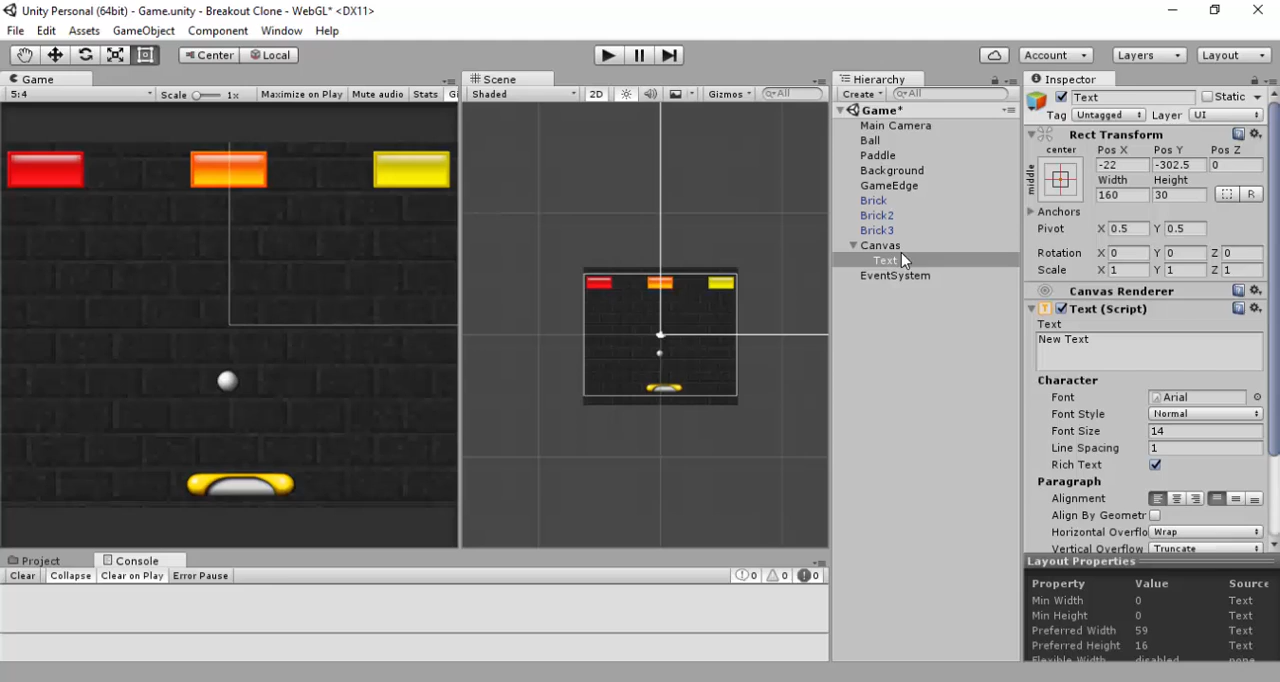 Unity Personal (64bit) - Game.unity - Breakout Clone - WebGL* <DX11>
File Edit Assets GameObject Component Window Help
Center Local Account Layers Layout
Game
5:4 Scale 1x Maximize on Play Mute audio Stats Gi
Scene
Shaded 2D Gizmos All
Hierarchy
Create All
Game*
Main Camera
Ball
Paddle
Background
GameEdge
Brick
Brick2
Brick3
Canvas
Text
EventSystem
Inspector
Text Static
Tag Untagged Layer UI
Rect Transform
center Pos X Pos Y Pos Z
middle -22 -302.5 0
Width Height
160 30 R
Anchors
Pivot X 0.5 Y 0.5
Rotation X 0 Y 0 Z 0
Scale X 1 Y 1 Z 1
Canvas Renderer
Text (Script)
Text
New Text
Character
Font Arial
Font Style Normal
Font Size 14
Line Spacing 1
Rich Text
Paragraph
Alignment
Align By Geometr
Horizontal Overflo Wrap
Vertical Overflow Truncate
Layout Properties
Property Value Source
Min Width 0 Text
Min Height 0 Text
Preferred Width 59 Text
Preferred Height 16 Text
Flexible Width disabled none
Project Console
Clear Collapse Clear on Play Error Pause 0 0 0